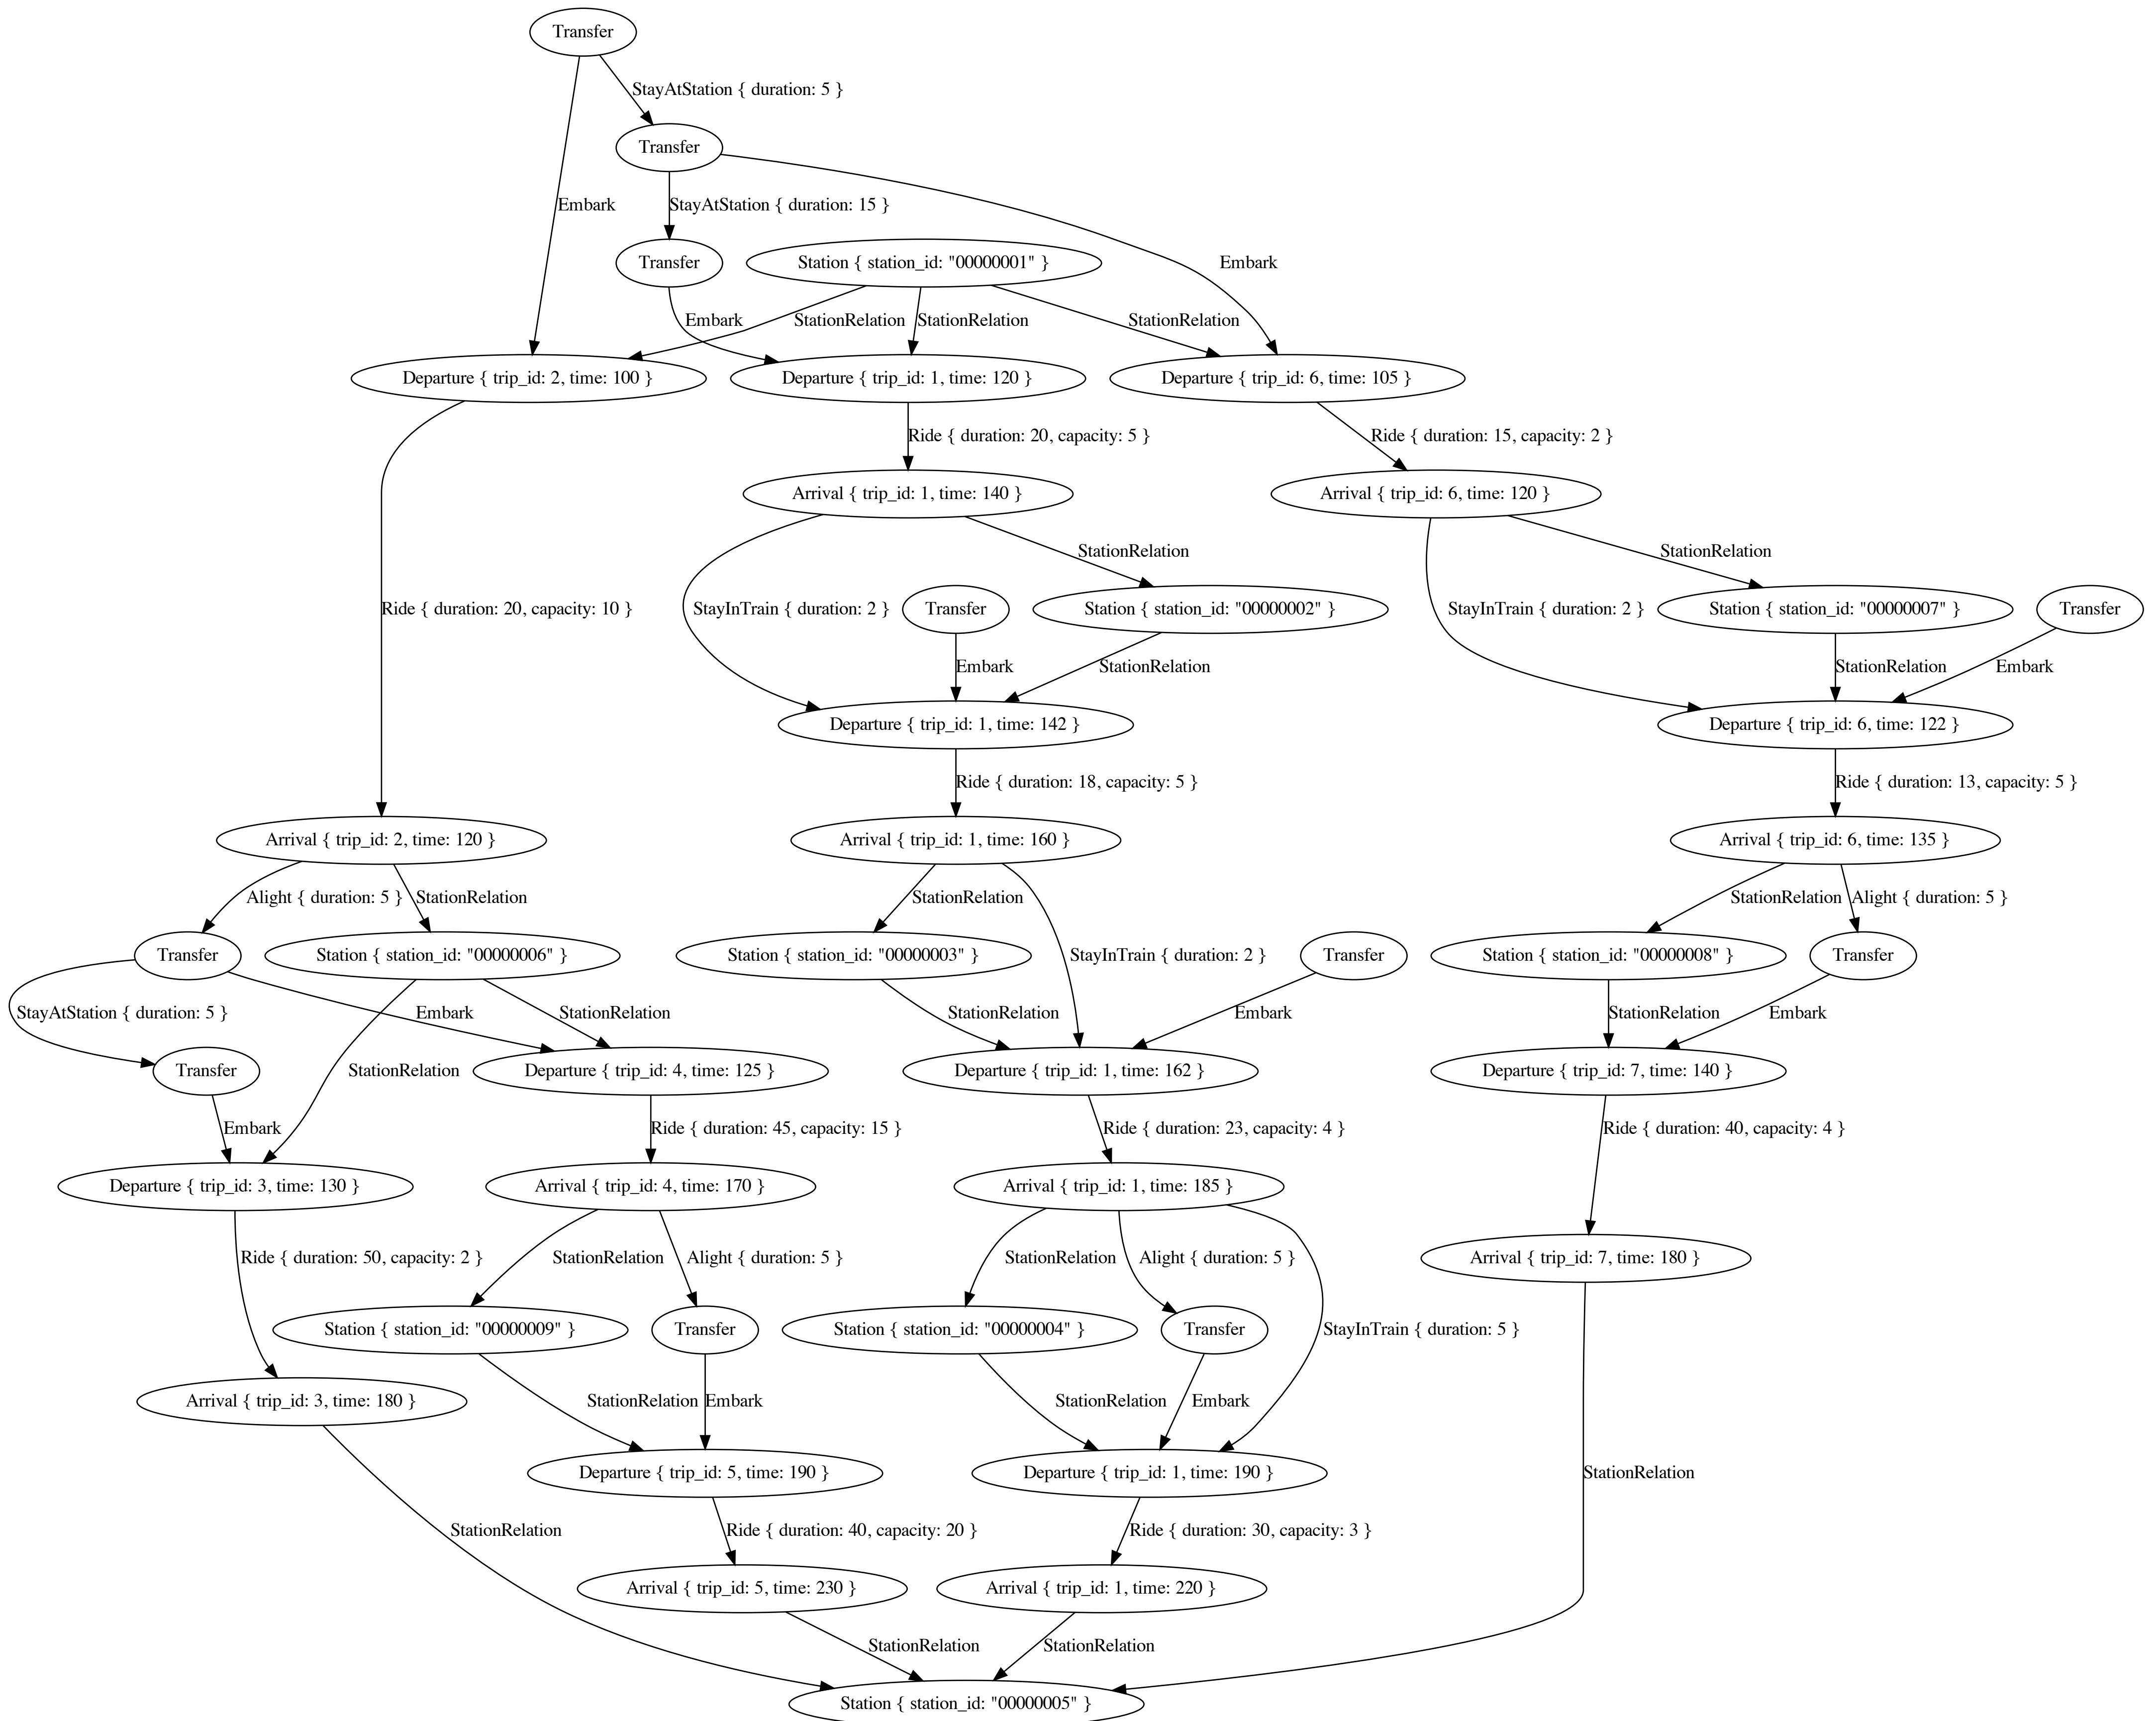 Transfer
StayAtStation { duration: 5 }
Transfer
Embark
StayAtStation { duration: 15 }
Transfer
Station { station_id: "00000001" }
Embark
Embark
StationRelation
StationRelation
StationRelation
Departure { trip_id: 2, time: 100 }
Departure { trip_id: 1, time: 120 }
Departure { trip_id: 6, time: 105 }
Ride { duration: 20, capacity: 5 }
Ride { duration: 15, capacity: 2 }
Arrival { trip_id: 1, time: 140 }
Arrival { trip_id: 6, time: 120 }
StationRelation
StationRelation
Ride { duration: 20, capacity: 10 }
StayInTrain { duration: 2 }
Transfer
Station { station_id: "00000002" }
StayInTrain { duration: 2 }
Station { station_id: "00000007" }
Transfer
Embark
StationRelation
StationRelation
Embark
Departure { trip_id: 1, time: 142 }
Departure { trip_id: 6, time: 122 }
Ride { duration: 18, capacity: 5 }
Ride { duration: 13, capacity: 5 }
Arrival { trip_id: 2, time: 120 }
Arrival { trip_id: 1, time: 160 }
Arrival { trip_id: 6, time: 135 }
Alight { duration: 5 }
StationRelation
StationRelation
StationRelation
Alight { duration: 5 }
Transfer
Station { station_id: "00000006" }
Station { station_id: "00000003" }
StayInTrain { duration: 2 }
Transfer
Station { station_id: "00000008" }
Transfer
StayAtStation { duration: 5 }
Embark
StationRelation
StationRelation
Embark
StationRelation
Embark
Transfer
StationRelation
Departure { trip_id: 4, time: 125 }
Departure { trip_id: 1, time: 162 }
Departure { trip_id: 7, time: 140 }
Embark
Ride { duration: 45, capacity: 15 }
Ride { duration: 23, capacity: 4 }
Ride { duration: 40, capacity: 4 }
Departure { trip_id: 3, time: 130 }
Arrival { trip_id: 4, time: 170 }
Arrival { trip_id: 1, time: 185 }
Ride { duration: 50, capacity: 2 }
StationRelation
Alight { duration: 5 }
StationRelation
Alight { duration: 5 }
Arrival { trip_id: 7, time: 180 }
Station { station_id: "00000009" }
Transfer
Station { station_id: "00000004" }
Transfer
StayInTrain { duration: 5 }
Arrival { trip_id: 3, time: 180 }
StationRelation
Embark
StationRelation
Embark
Departure { trip_id: 5, time: 190 }
Departure { trip_id: 1, time: 190 }
StationRelation
StationRelation
Ride { duration: 40, capacity: 20 }
Ride { duration: 30, capacity: 3 }
Arrival { trip_id: 5, time: 230 }
Arrival { trip_id: 1, time: 220 }
StationRelation
StationRelation
Station { station_id: "00000005" }